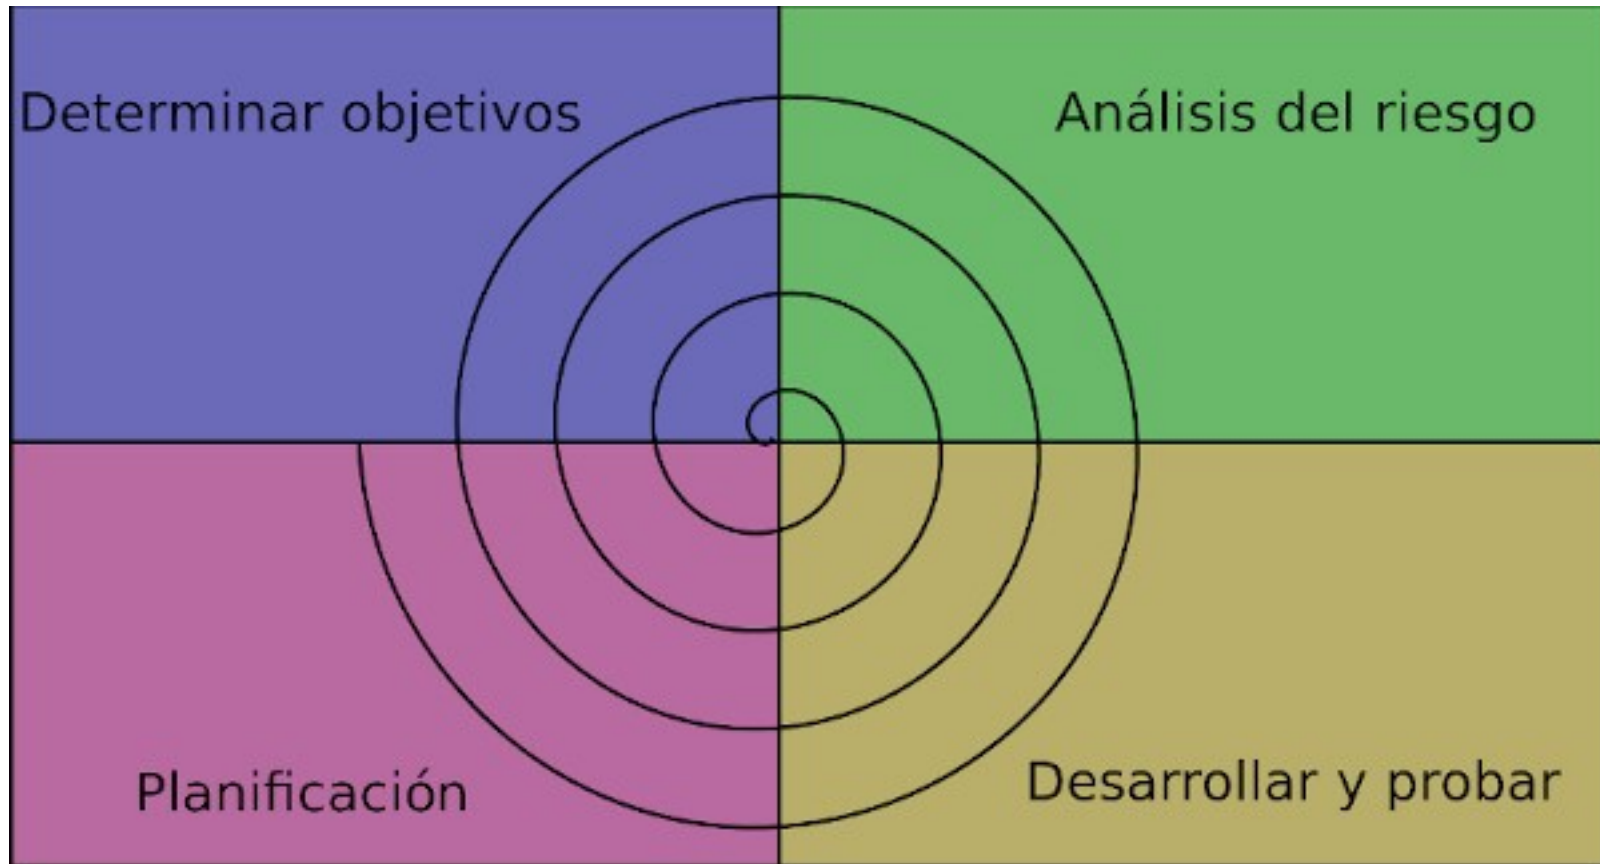 Determinar objetivos
Análisis del riesgo
Planificación
Desarrollar y probar